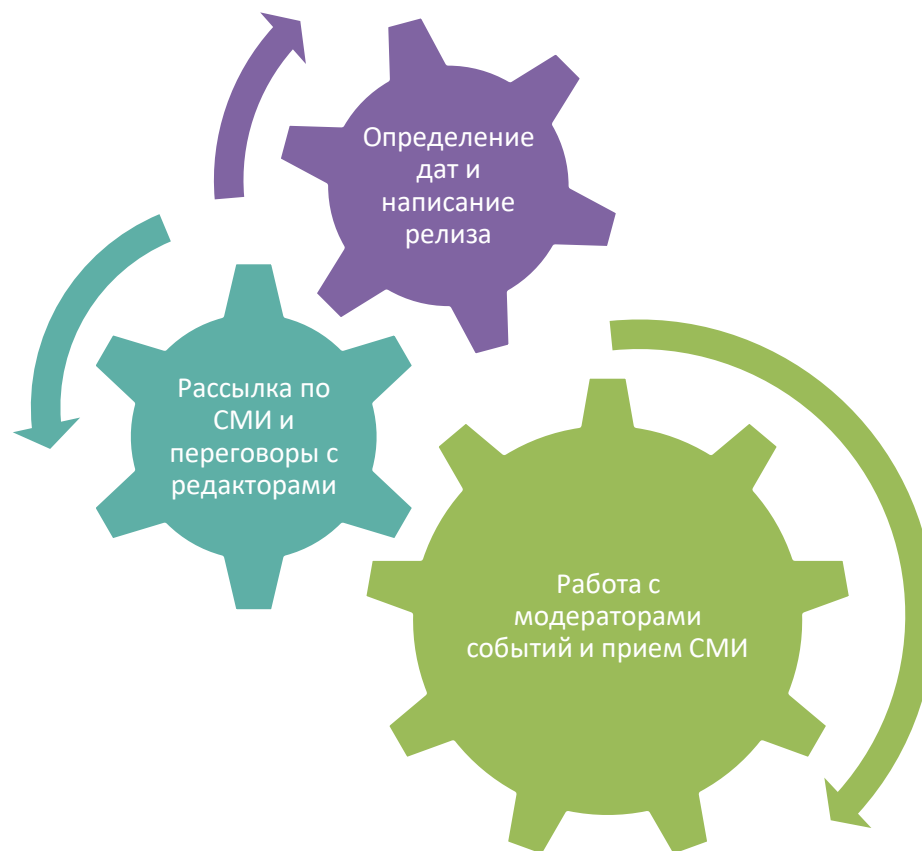 Определение
дат и
написание
релиза
Рассылка по
СМИ и
переговоры с
редакторами
Работа с
модераторами
событий и прием СМИ